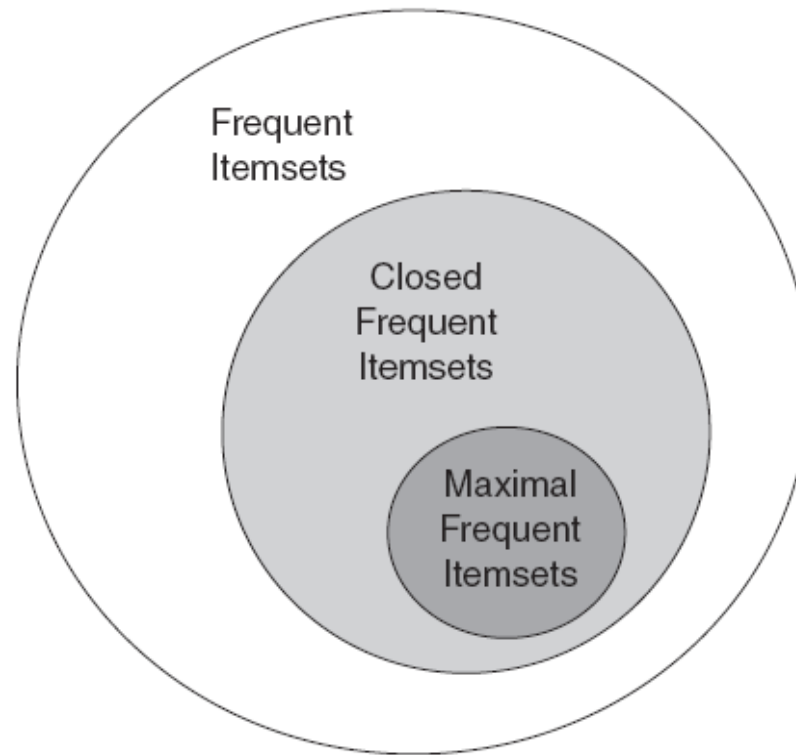 Frequent
Itemsets
Closed
Frequent
Itemsets
Maximal
Frequent
Itemsets